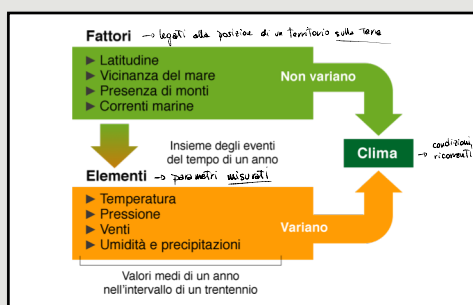 Fattori → legati alla posizione di un territorio sulla Terra
▶ Latitudine
▶ Vicinanza del mare
▶ Presenza di monti
▶ Correnti marine
Non variano
Insieme degli eventi
del tempo di un anno
Clima → condizioni
ricorrenti
Elementi → parametri misurati
▶ Temperatura
▶ Pressione
▶ Venti
▶ Umidità e precipitazioni
Variano
Valori medi di un anno
nell'intervallo di un trentennio